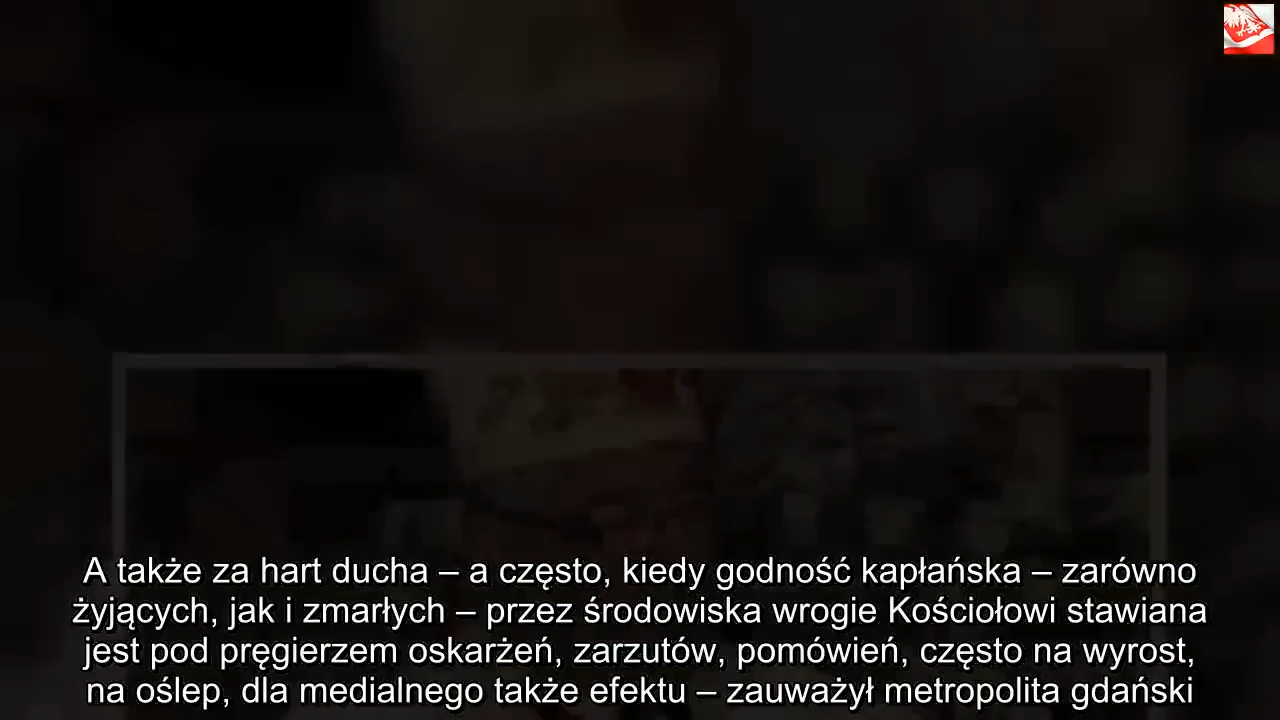 A także za hart ducha – a często, kiedy godność kapłańska – zarówno
żyjących, jak i zmarłych – przez środowiska wrogie Kościołowi stawiana
jest pod pręgierzem oskarżeń, zarzutów, pomówień, często na wyrost,
na oślep, dla medialnego także efektu – zauważył metropolita gdański